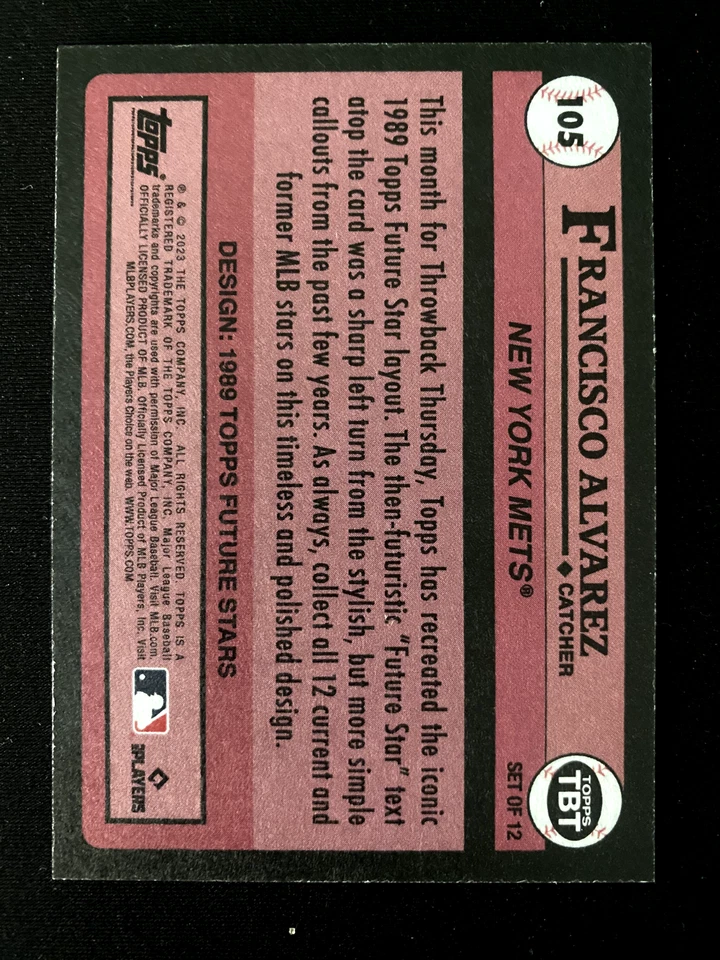 105
FRANCISCO ALVAREZ ◆ CATCHER
TOPPS
TBT
NEW YORK METS®
SET OF 12
This month for Throwback Thursday, Topps has recreated the iconic
1989 Topps Future Star layout. The then-futuristic "Future Star" text
atop the card was a sharp left turn from the stylish, but more simple
callouts from the past few years. As always, collect all 12 current and
former MLB stars on this timeless and polished design.
DESIGN: 1989 TOPPS FUTURE STARS
topps®
℗ & © 2023 THE TOPPS COMPANY, INC. ALL RIGHTS RESERVED. TOPPS IS A
REGISTERED TRADEMARK OF THE TOPPS COMPANY, INC. Major League Baseball
trademarks and copyrights are used with permission of Major League Baseball. Visit MLB.com.
OFFICIALLY LICENSED PRODUCT OF MLB. Officially Licensed Product of MLB Players, Inc. Visit
MLBPLAYERS.COM, the Players Choice on the web. WWW.TOPPS.COM
PLAYERS